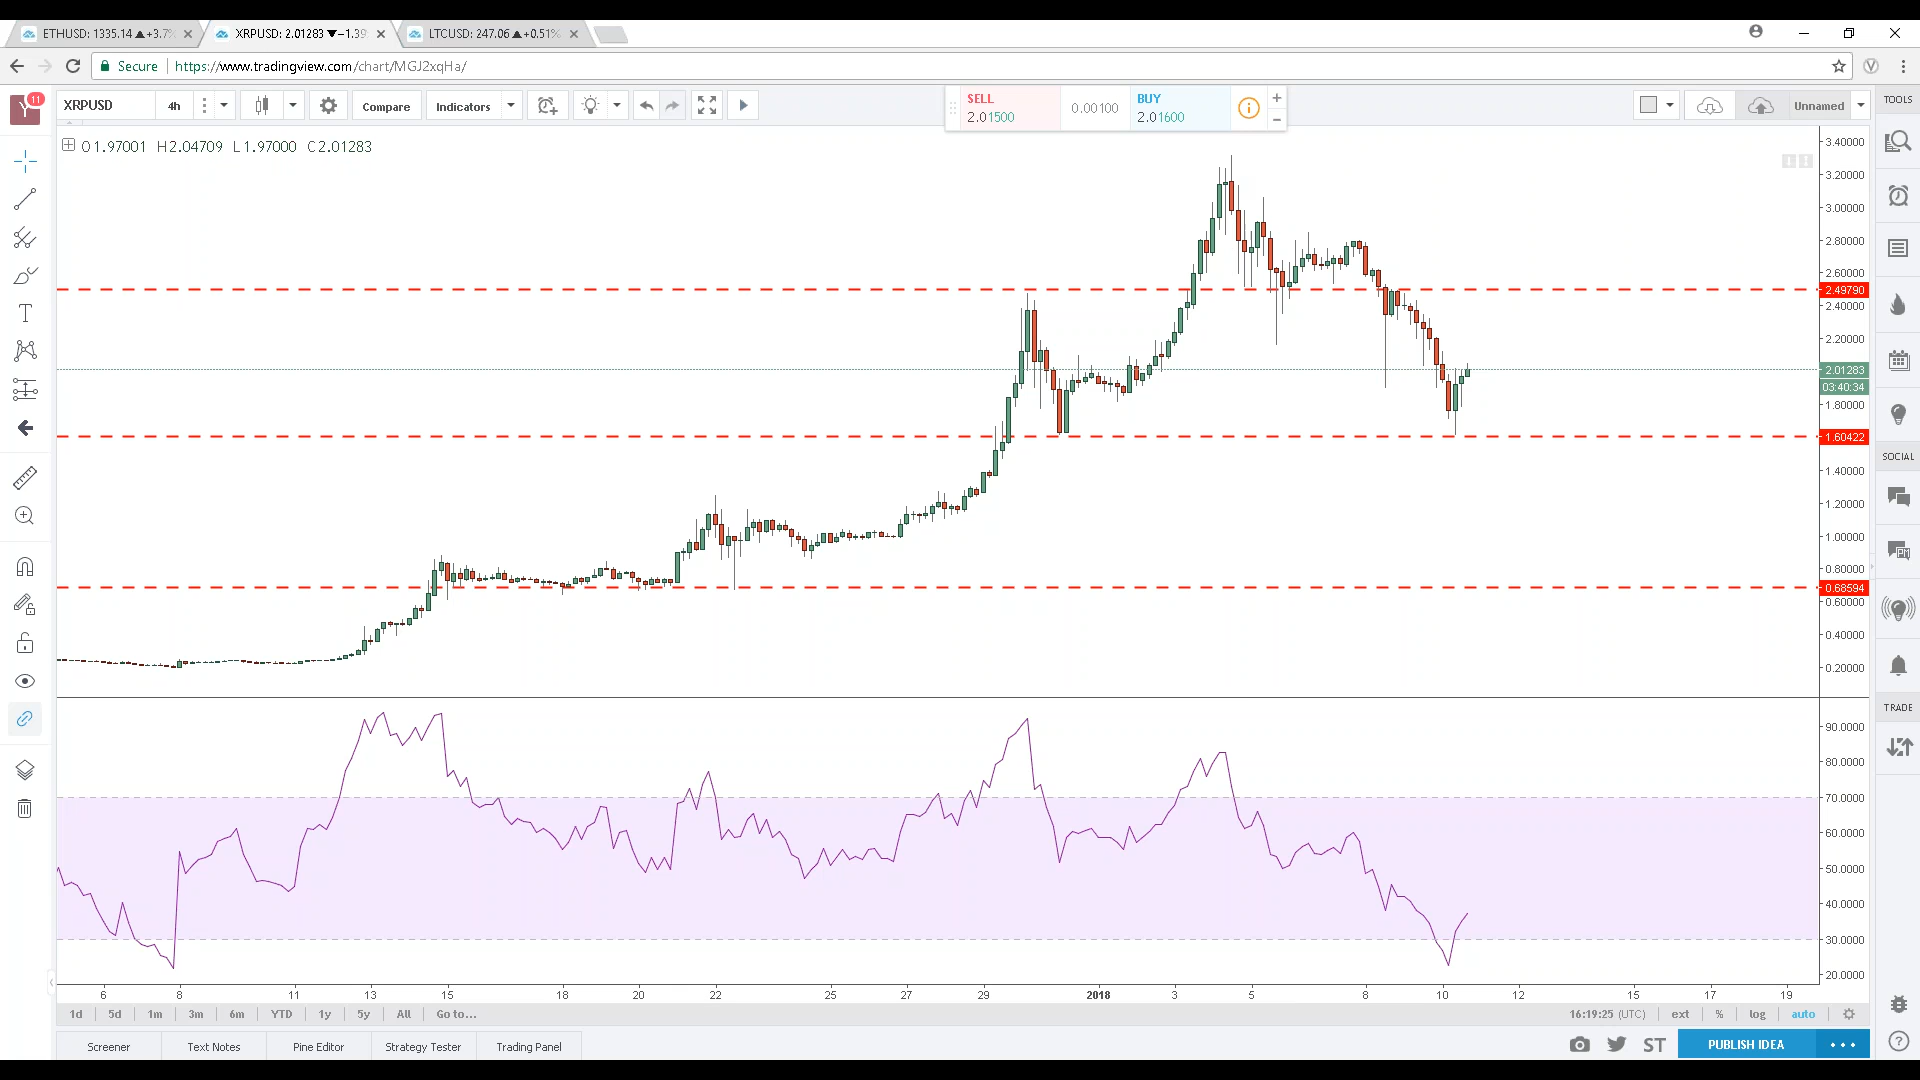 ETHUSD: 1335.14 ▲+3.7%
XRPUSD: 2.01283 ▼−1.39
LTCUSD: 247.06 ▲+0.51%
Secure https://www.tradingview.com/chart/MGJ2xqHa/
Y 11
XRPUSD 4h Compare Indicators
SELL
2.01500
0.00100
BUY
2.01600
Unnamed
TOOLS
O1.97001 H2.04709 L1.97000 C2.01283
3.40000
3.20000
3.00000
2.80000
2.60000
2.49790
2.40000
2.20000
2.01283
03:40:34
1.80000
1.60422
1.40000
1.20000
1.00000
0.80000
0.68594
0.60000
0.40000
0.20000
SOCIAL
PM
TRADE
90.0000
80.0000
70.0000
60.0000
50.0000
40.0000
30.0000
20.0000
6 8 11 13 15 18 20 22 25 27 29 2018 3 5 8 10 12 15 17 19
1d 5d 1m 3m 6m YTD 1y 5y All Go to... 16:19:25 (UTC) ext % log auto
Screener Text Notes Pine Editor Strategy Tester Trading Panel ST PUBLISH IDEA